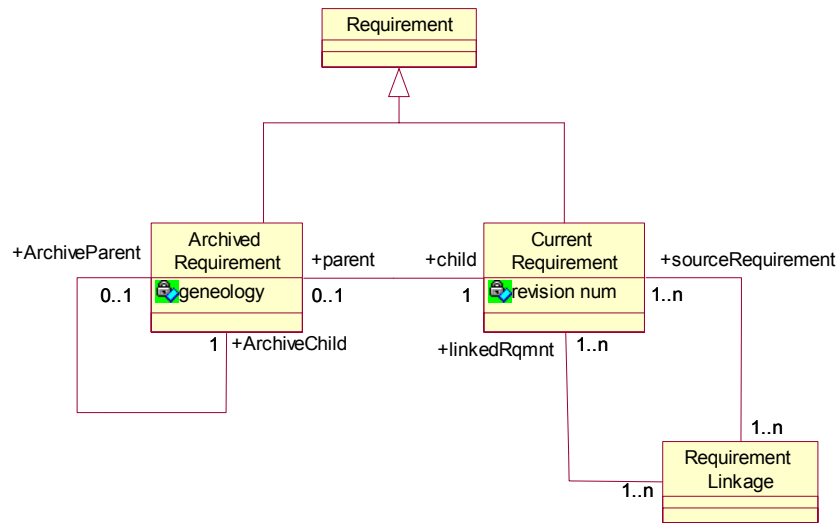 Requirement
Archived
Requirement
geneology
Current
Requirement
revision num
+ArchiveParent
0..1
+parent
0..1
+child
1
+sourceRequirement
1..n
1
+ArchiveChild
+linkedRqmnt
1..n
1..n
1..n
Requirement
Linkage